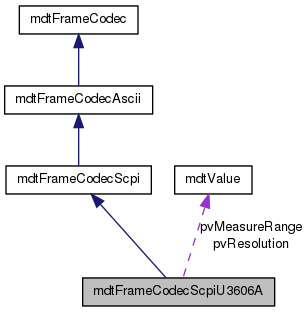 mdtFrameCodec
mdtFrameCodecAscii
mdtFrameCodecScpi
mdtValue
pvMeasureRange
pvResolution
mdtFrameCodecScpiU3606A